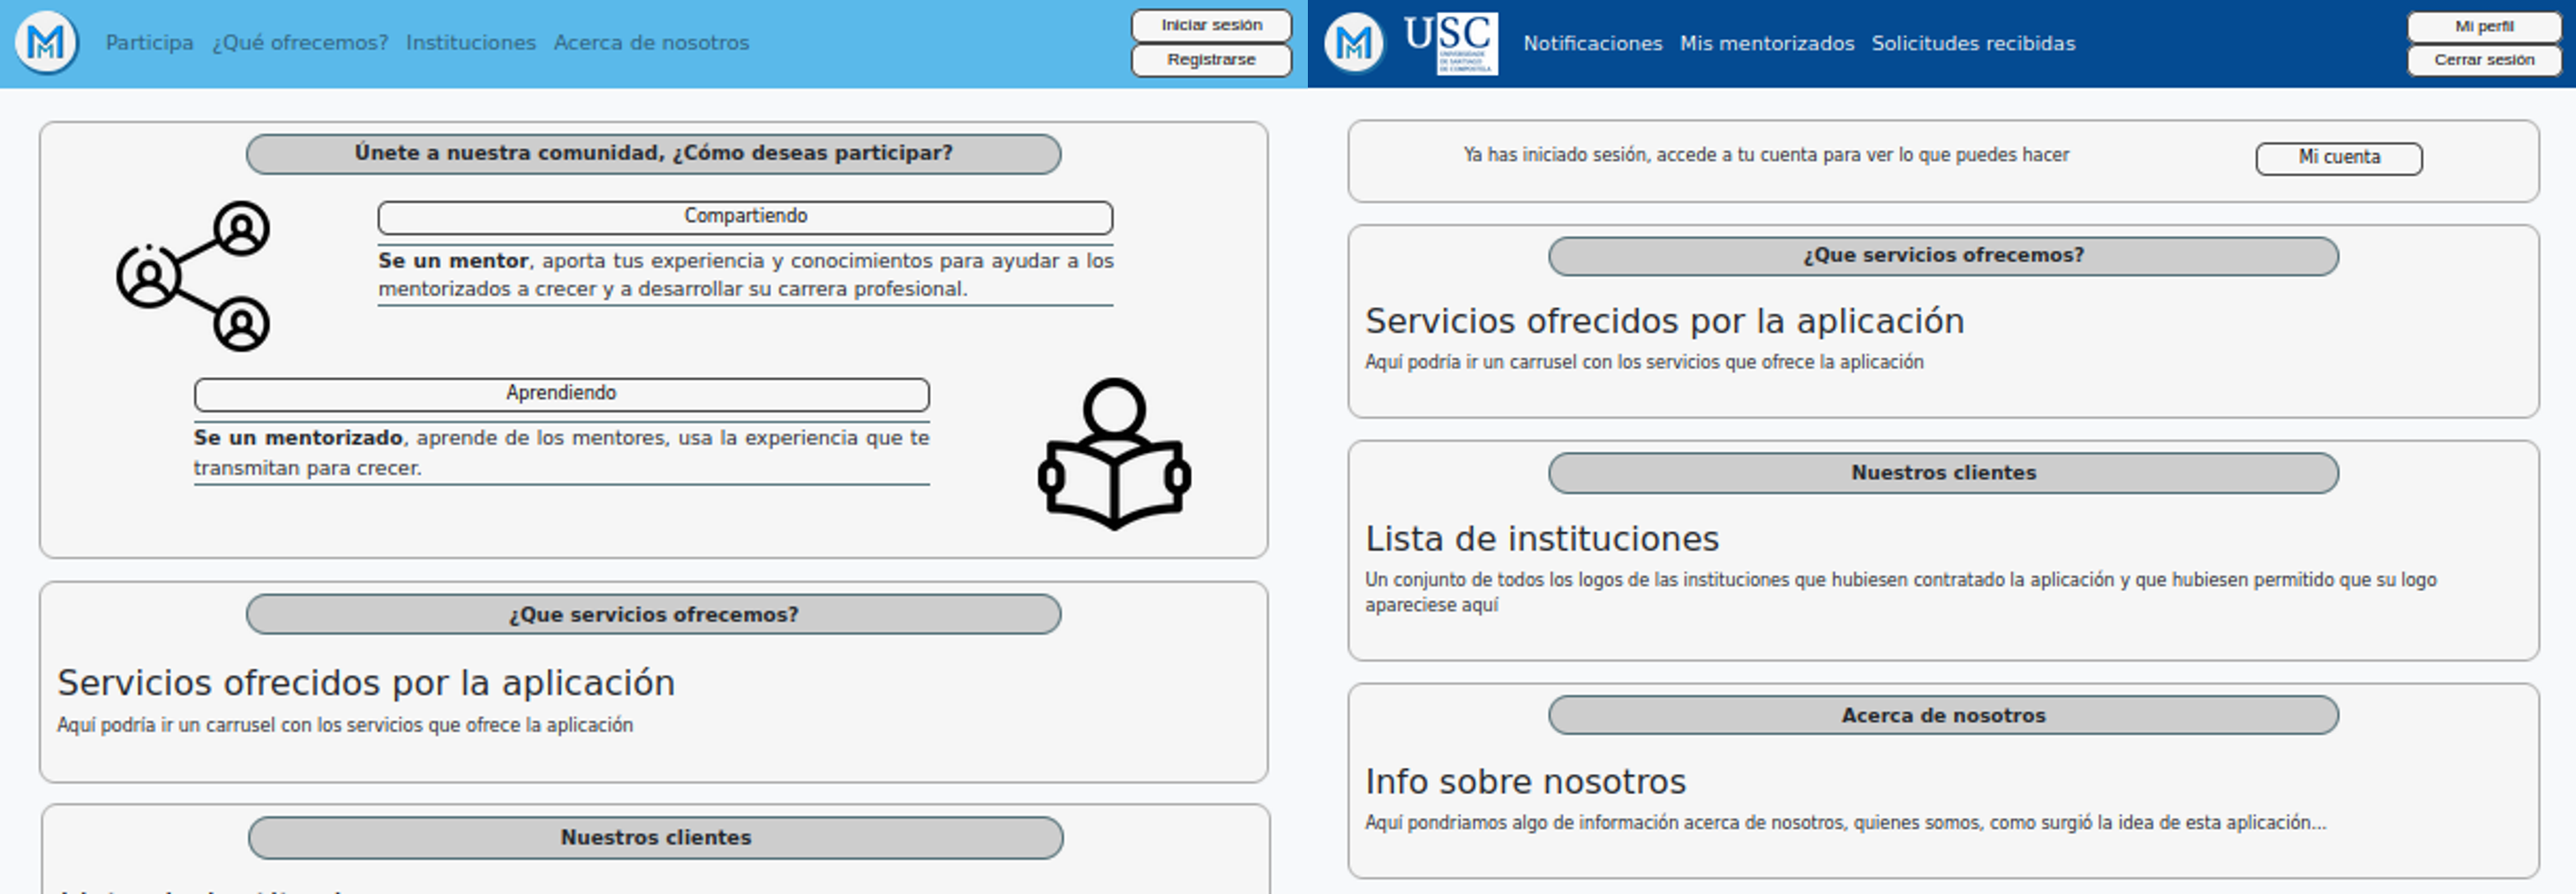 Participa ¿Qué ofrecemos? Instituciones Acerca de nosotros
Iniciar sesión
Registrarse
Únete a nuestra comunidad, ¿Cómo deseas participar?
Compartiendo
Se un mentor, aporta tus experiencia y conocimientos para ayudar a los
mentorizados a crecer y a desarrollar su carrera profesional.
Aprendiendo
Se un mentorizado, aprende de los mentores, usa la experiencia que te
transmitan para crecer.
¿Que servicios ofrecemos?
Servicios ofrecidos por la aplicación
Aquí podría ir un carrusel con los servicios que ofrece la aplicación
Nuestros clientes
USC
UNIVERSIDADE
DE SANTIAGO
DE COMPOSTELA
Notificaciones Mis mentorizados Solicitudes recibidas
Mi perfil
Cerrar sesión
Ya has iniciado sesión, accede a tu cuenta para ver lo que puedes hacer
Mi cuenta
¿Que servicios ofrecemos?
Servicios ofrecidos por la aplicación
Aquí podría ir un carrusel con los servicios que ofrece la aplicación
Nuestros clientes
Lista de instituciones
Un conjunto de todos los logos de las instituciones que hubiesen contratado la aplicación y que hubiesen permitido que su logo
apareciese aquí
Acerca de nosotros
Info sobre nosotros
Aquí pondriamos algo de información acerca de nosotros, quienes somos, como surgió la idea de esta aplicación...